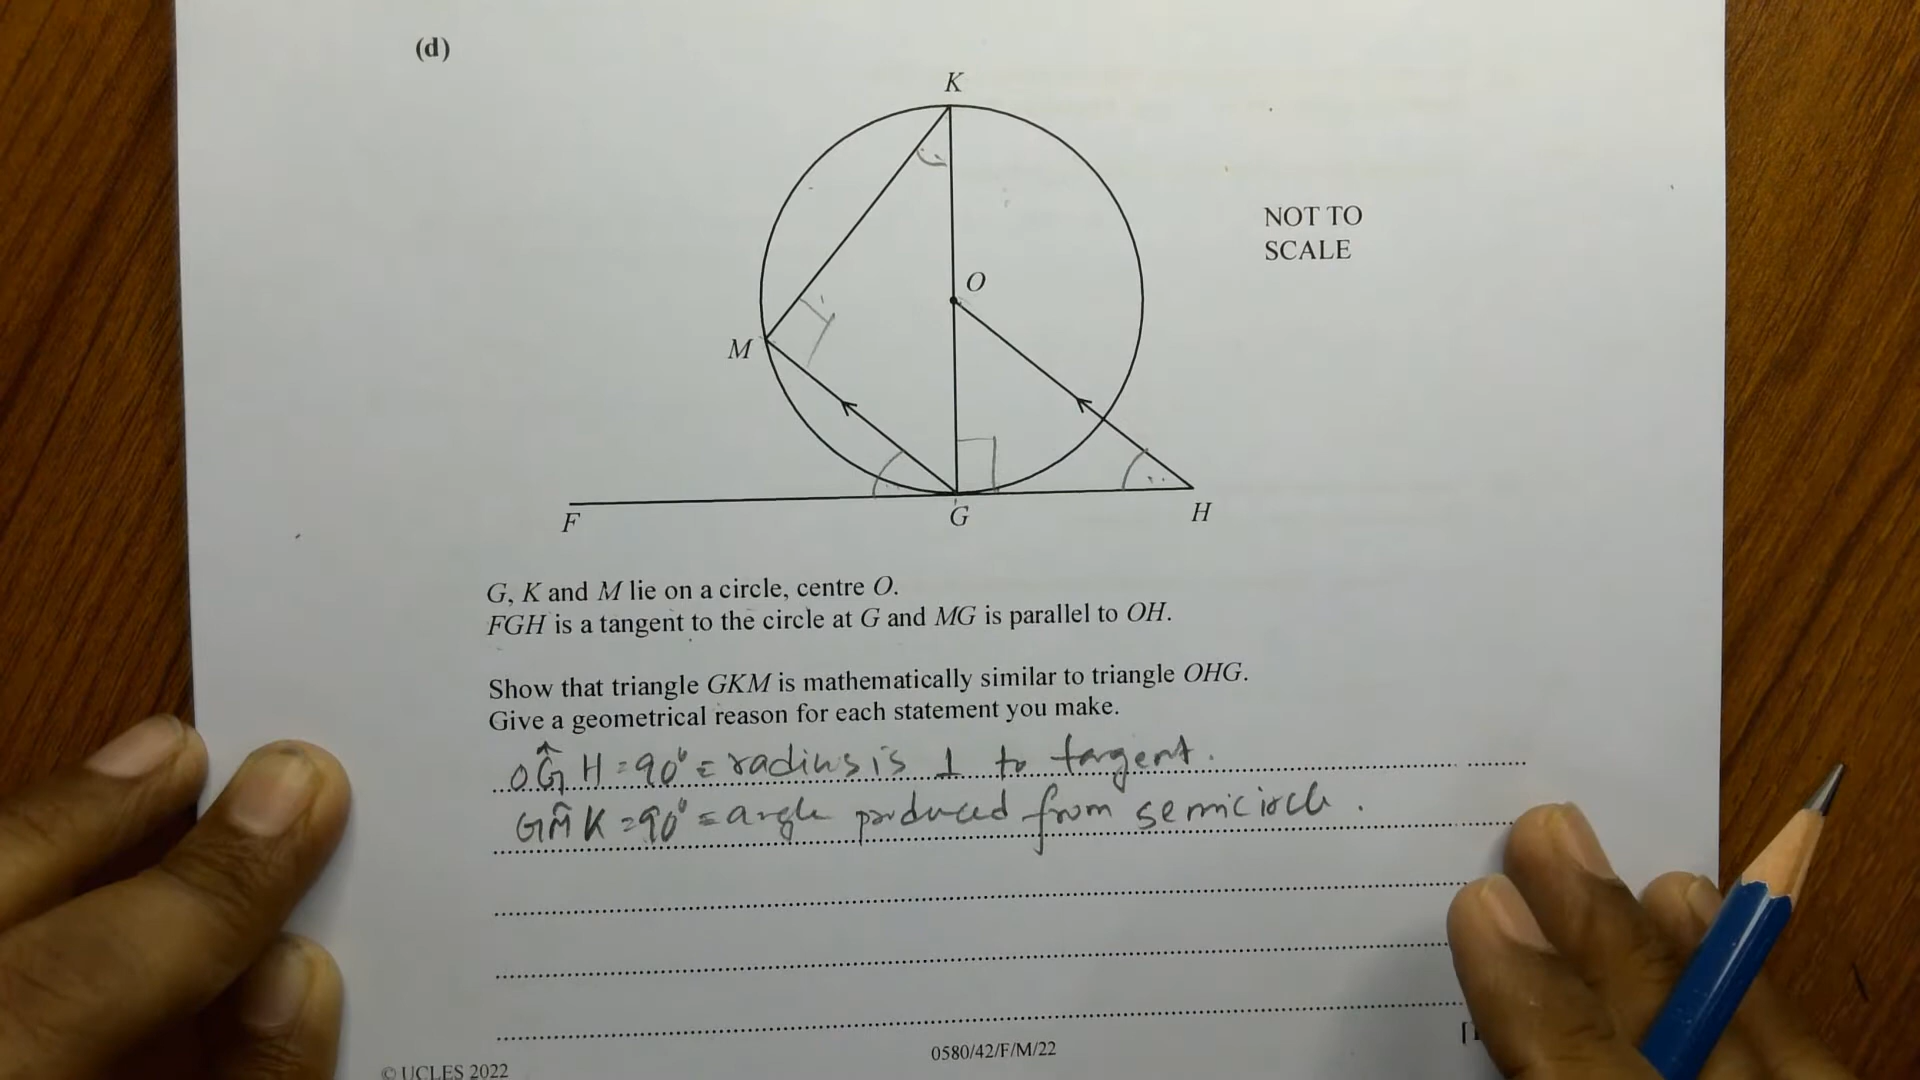 (d)
K
NOT TO
SCALE
O
M
F
G
H
G, K and M lie on a circle, centre O.
FGH is a tangent to the circle at G and MG is parallel to OH.
Show that triangle GKM is mathematically similar to triangle OHG.
Give a geometrical reason for each statement you make.
OĜH = 90° = radius is ⊥ to tangent.
GM̂K = 90° = angle produced from semicircle.
0580/42/F/M/22
© UCLES 2022